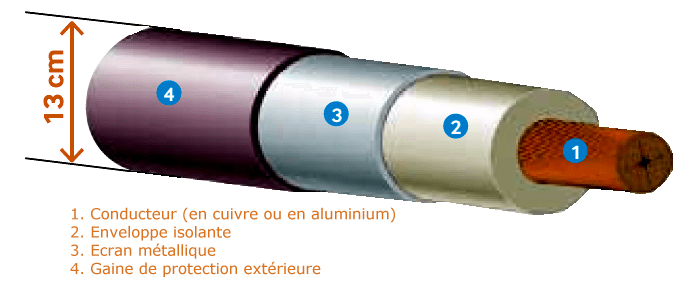 13 cm
4
3
2
1
1. Conducteur (en cuivre ou en aluminium)
2. Enveloppe isolante
3. Ecran métallique
4. Gaine de protection extérieure